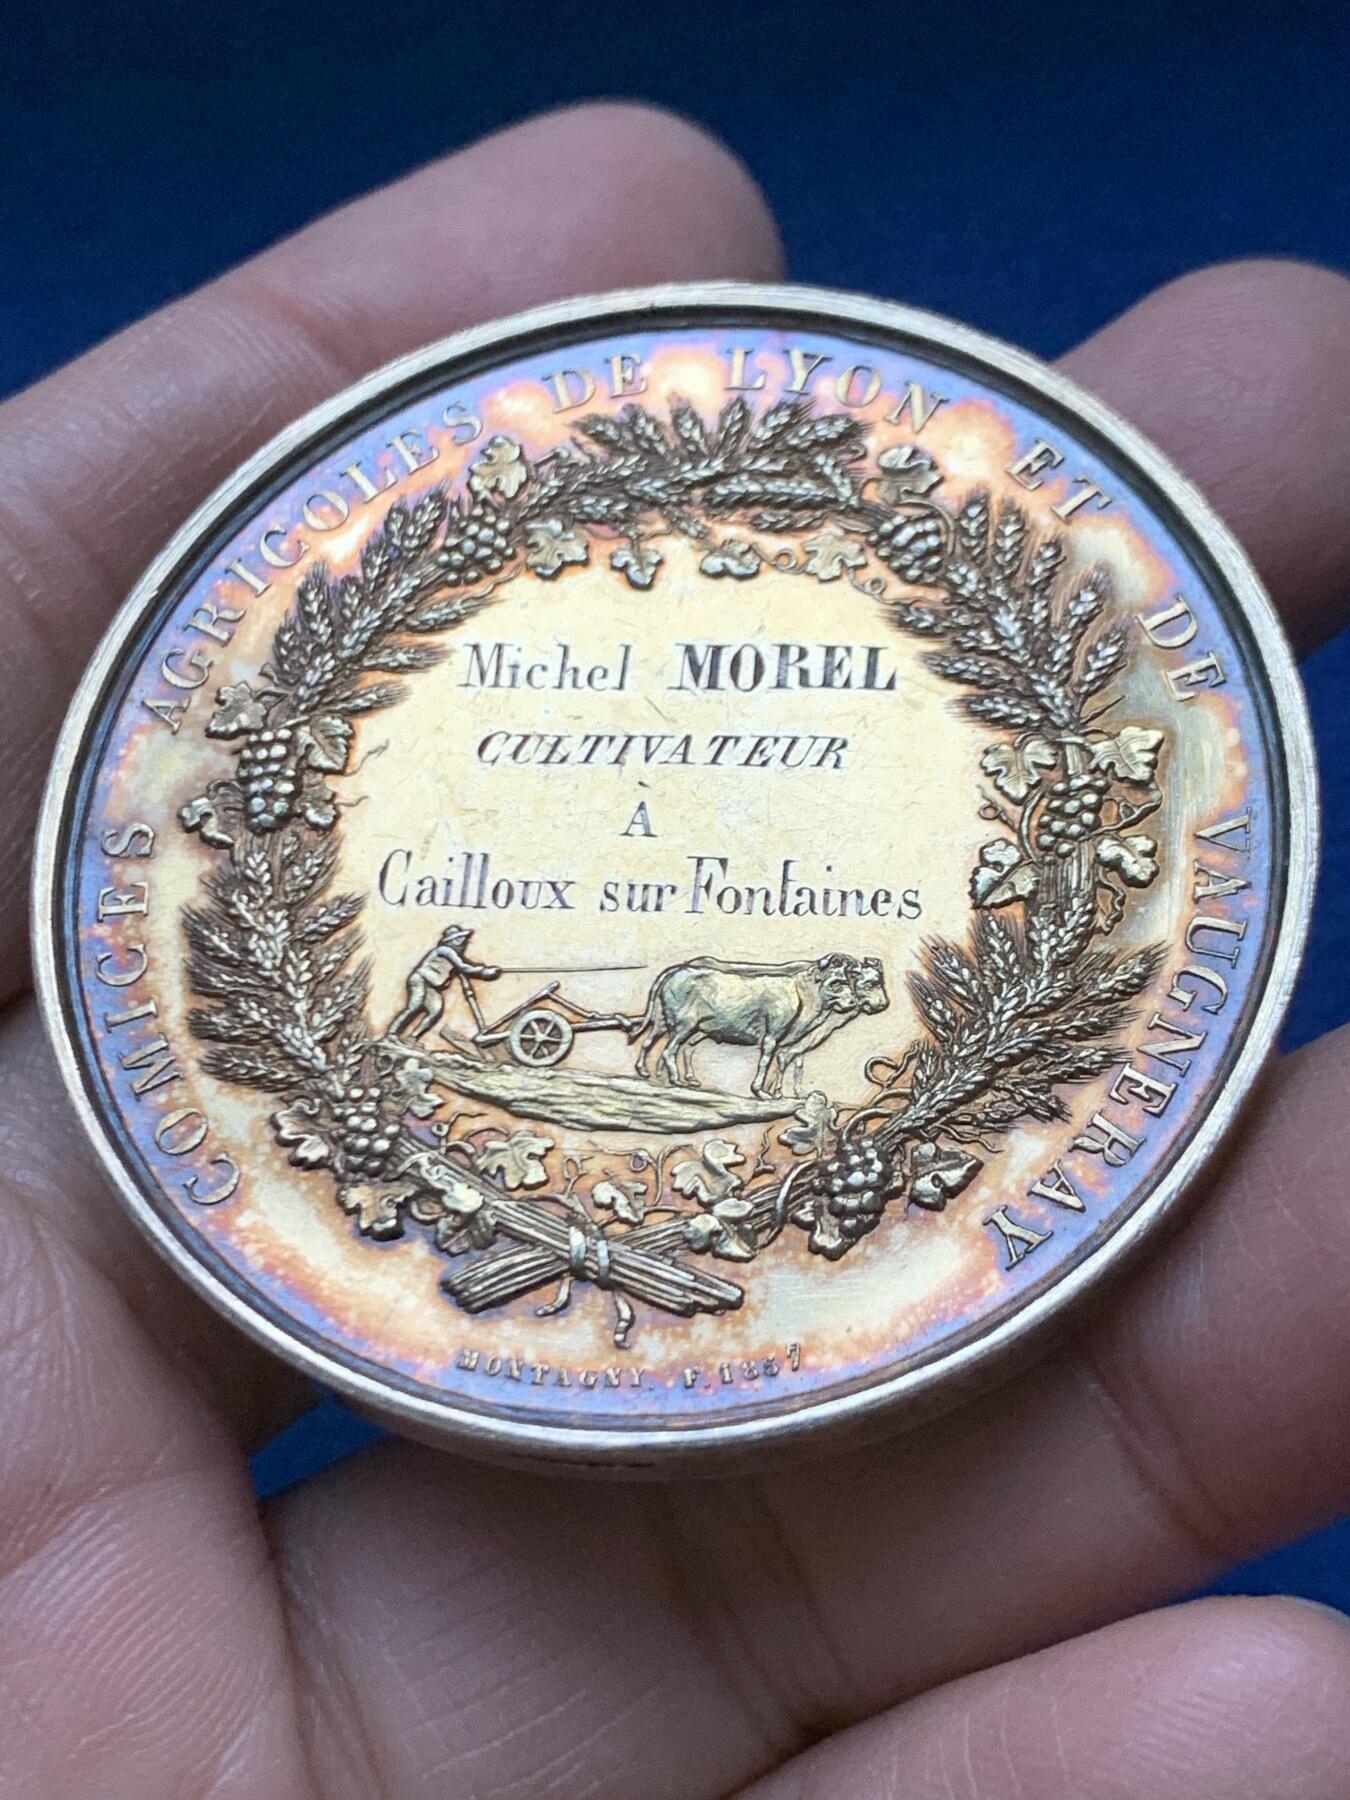 COMICES AGRICOLES DE LYON ET DE VAUGNERAY
Michel MOREL
CULTIVATEUR
À
Cailloux sur Fontaines
MONTAGNY. F. 1857